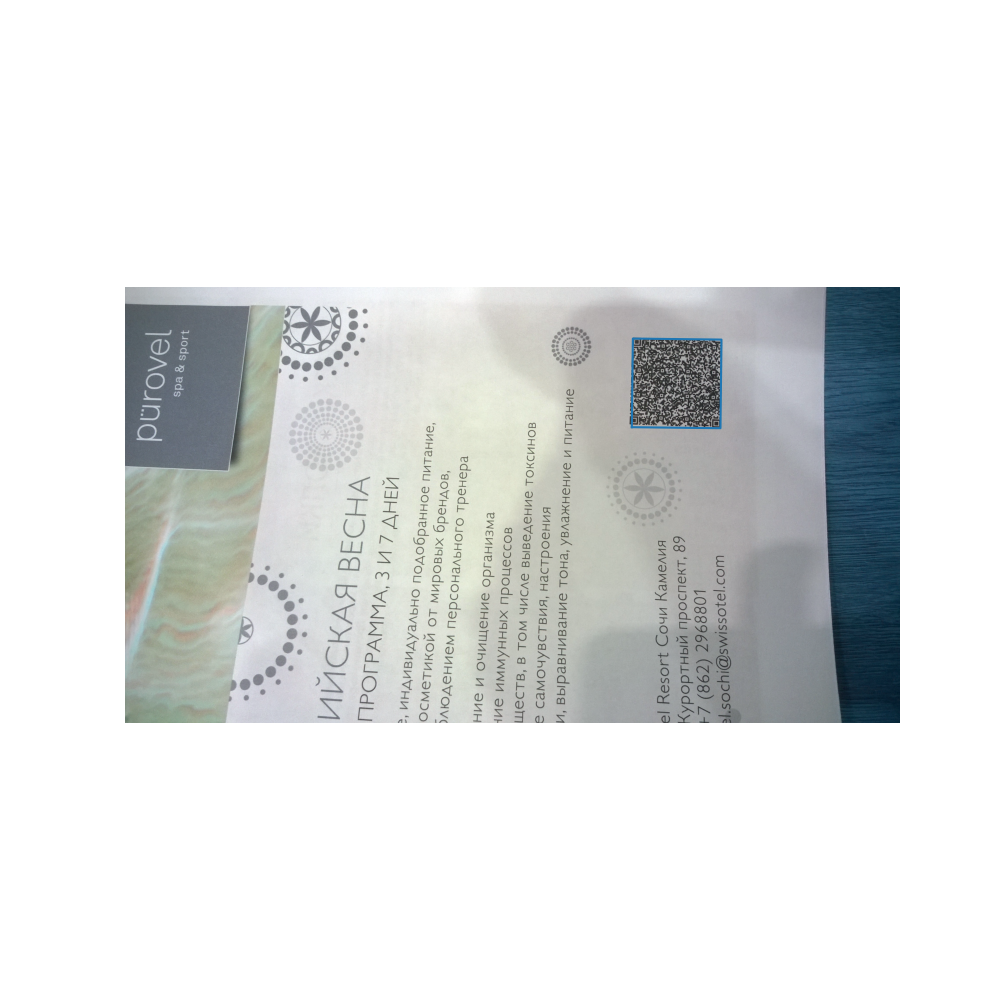 pürovel
spa & sport
ИЙСКАЯ ВЕСНА
ПРОГРАММА, 3 И 7 ДНЕЙ
е, индивидуально подобранное питание,
осметикой от мировых брендов,
блюдением персонального тренера
ние и очищение организма
ние иммунных процессов
ществ, в том числе выведение токсинов
е самочувствия, настроения
и, выравнивание тона, увлажнение и питание
el Resort Сочи Камелия
Курортный проспект, 89
+7 (862) 2968801
el.sochi@swissotel.com